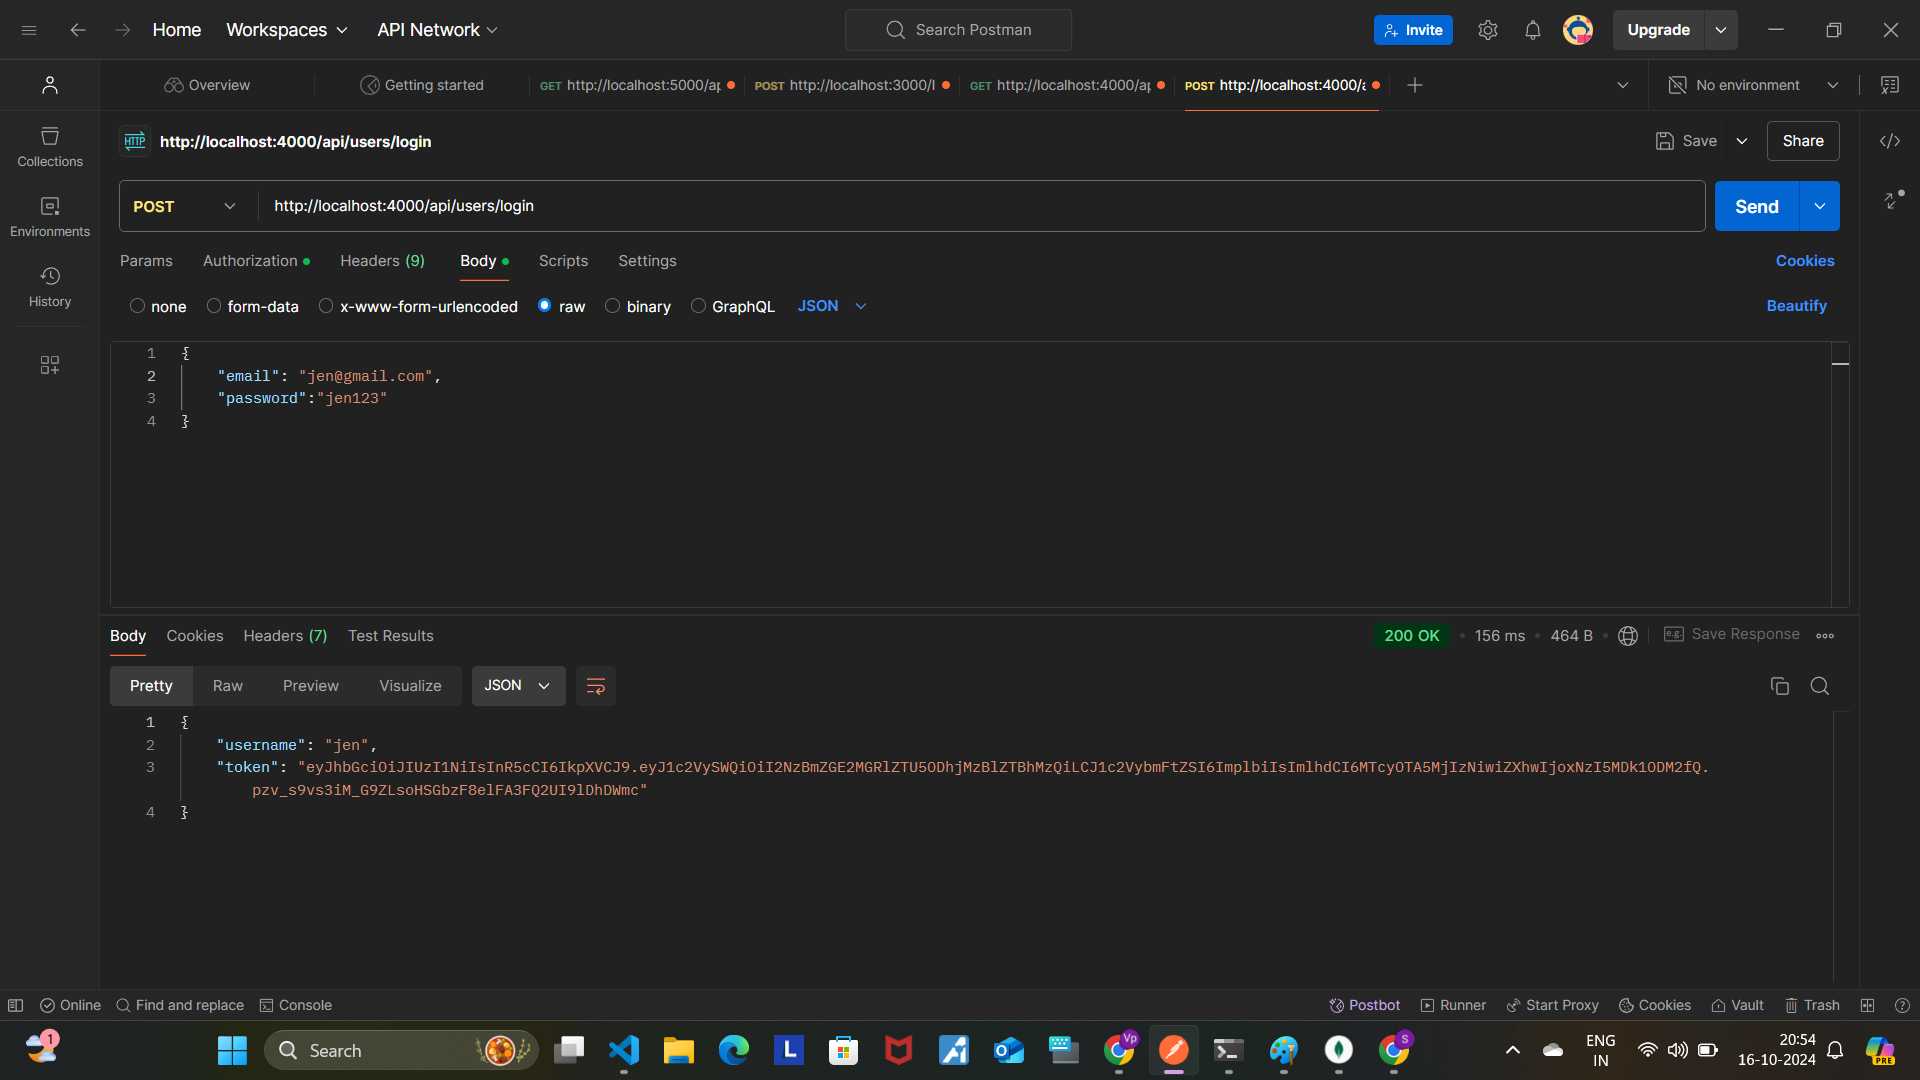 Home Workspaces API Network Search Postman Invite Upgrade
Overview Getting started GET http://localhost:5000/ap POST http://localhost:3000/l GET http://localhost:4000/ap POST http://localhost:4000/a No environment
HTTP http://localhost:4000/api/users/login Save Share
Collections
POST http://localhost:4000/api/users/login Send
Environments
Params Authorization Headers (9) Body Scripts Settings Cookies
History
none form-data x-www-form-urlencoded raw binary GraphQL JSON Beautify
1 {
2 "email": "jen@gmail.com",
3 "password":"jen123"
4 }
Body Cookies Headers (7) Test Results 200 OK 156 ms 464 B e.g. Save Response
Pretty Raw Preview Visualize JSON
1 {
2 "username": "jen",
3 "token": "eyJhbGciOiJIUzI1NiIsInR5cCI6IkpXVCJ9.eyJ1c2VySWQiOiI2NzBmZGE2MGRlZTU5ODhjMzBlZTBhMzQiLCJ1c2VybmFtZSI6ImplbiIsImlhdCI6MTcyOTA5MjIzNiwiZXhwIjoxNzI5MDk1ODM2fQ.
pzv_s9vs3iM_G9ZLsoHSGbzF8elFA3FQ2UI9lDhDWmc"
4 }
Online Find and replace Console Postbot Runner Start Proxy Cookies Vault Trash
1 Search L Vp S ENG 20:54
IN 16-10-2024 PRE